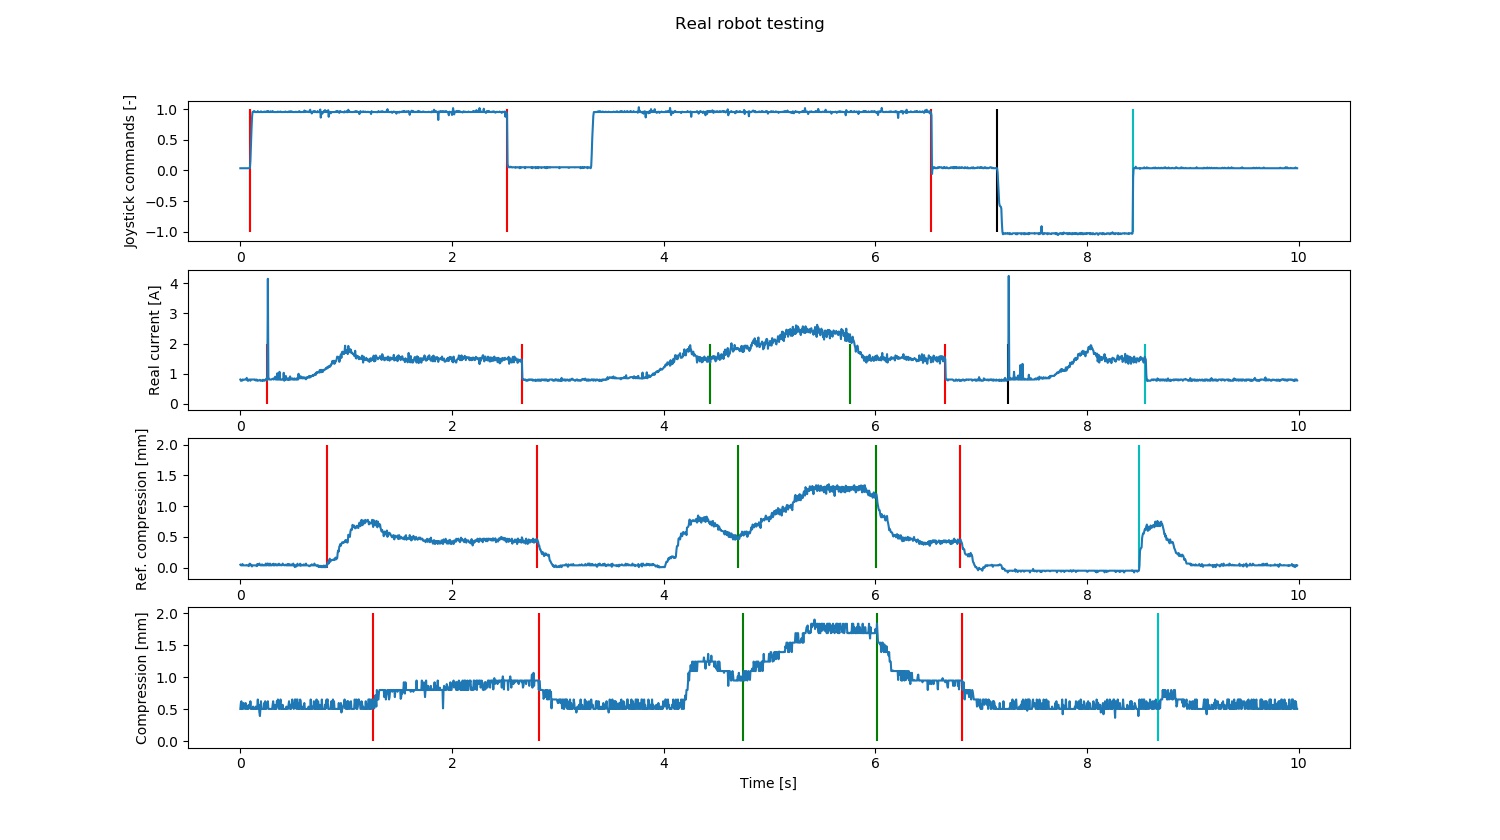 Real robot testing
Joystick commands [-]
1.0
0.5
0.0
−0.5
−1.0
0 2 4 6 8 10
Real current [A]
4
3
2
1
0
0 2 4 6 8 10
Ref. compression [mm]
2.0
1.5
1.0
0.5
0.0
0 2 4 6 8 10
Compression [mm]
2.0
1.5
1.0
0.5
0.0
0 2 4 6 8 10
Time [s]